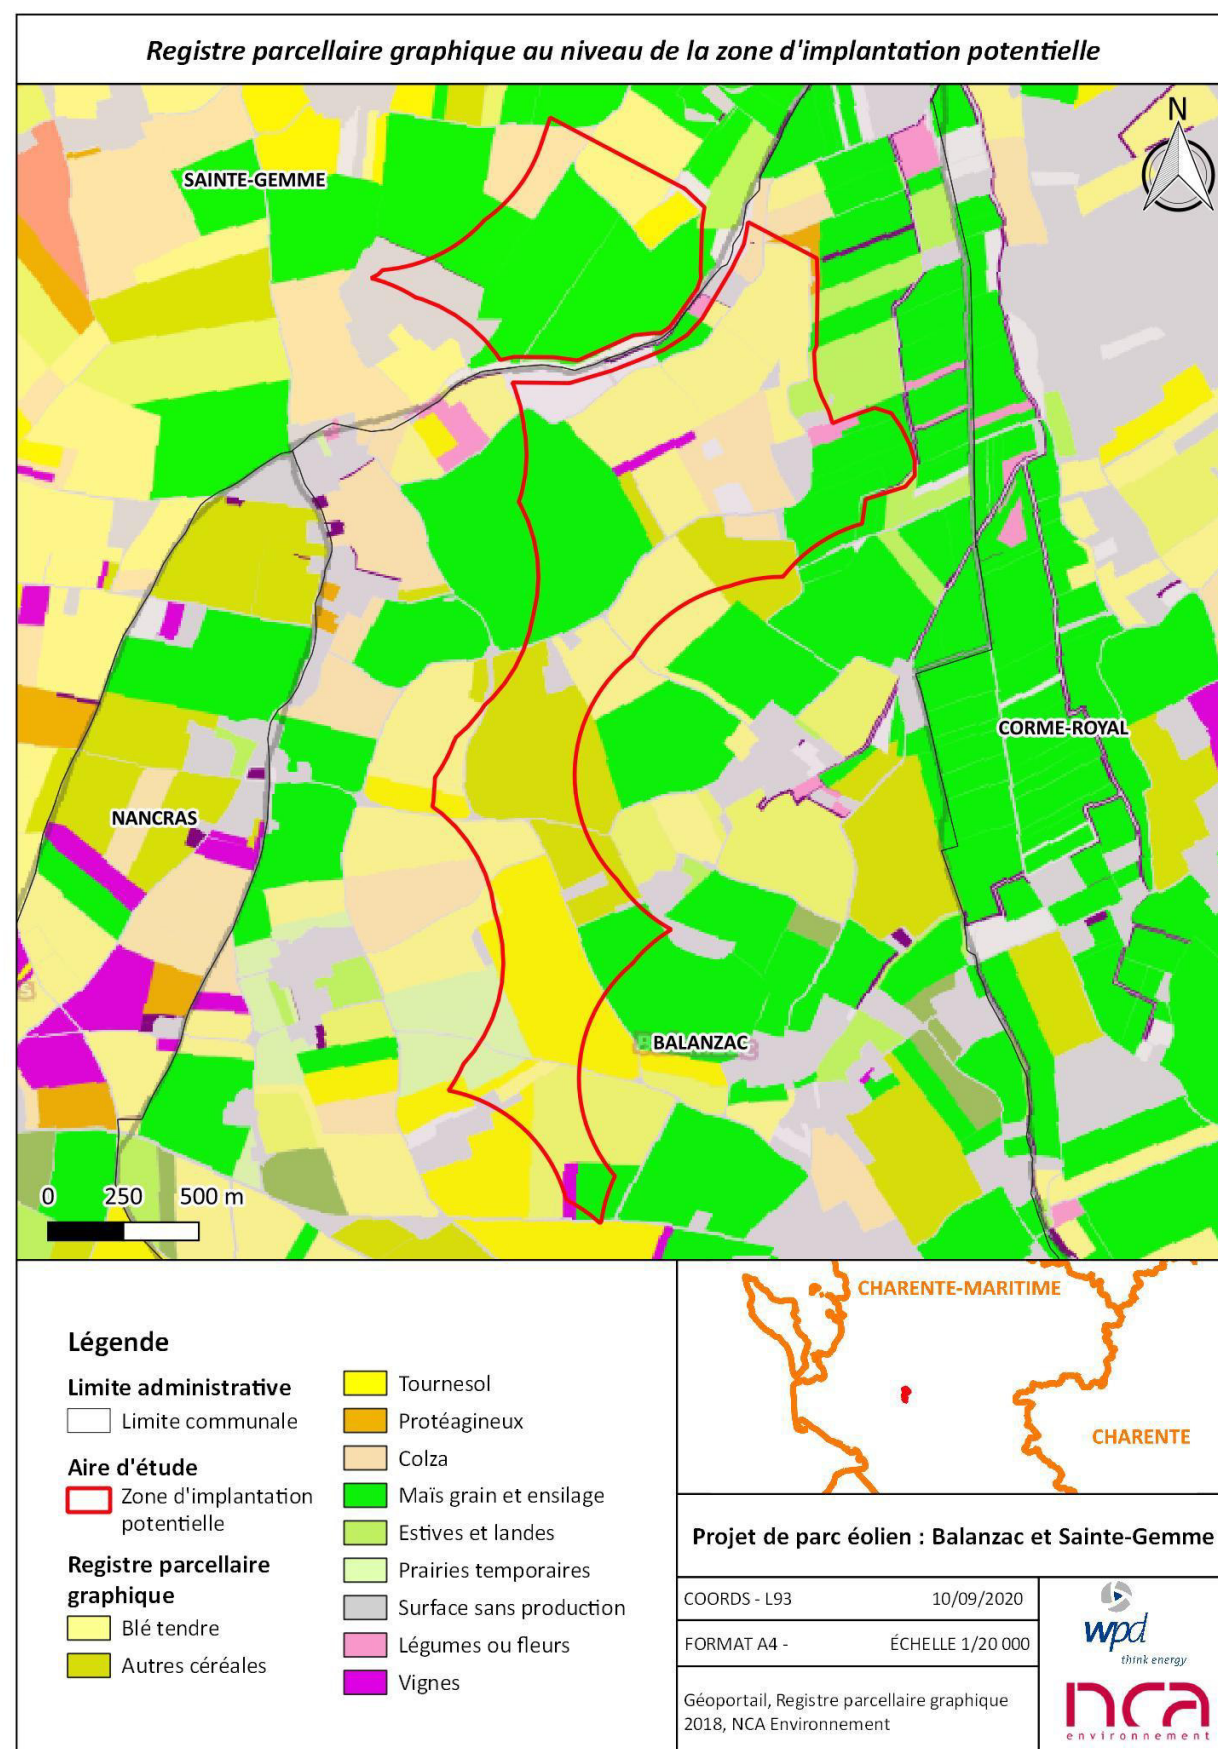 Registre parcellaire graphique au niveau de la zone d'implantation potentielle
N
SAINTE-GEMME
CORME-ROYAL
NANCRAS
BALANZAC
0 250 500 m
Légende
Limite administrative
Limite communale
Aire d'étude
Zone d'implantation
potentielle
Registre parcellaire
graphique
Blé tendre
Autres céréales
Tournesol
Protéagineux
Colza
Maïs grain et ensilage
Estives et landes
Prairies temporaires
Surface sans production
Légumes ou fleurs
Vignes
CHARENTE-MARITIME
CHARENTE
Projet de parc éolien : Balanzac et Sainte-Gemme
COORDS - L93 10/09/2020
FORMAT A4 - ÉCHELLE 1/20 000
Géoportail, Registre parcellaire graphique
2018, NCA Environnement
wpd
think energy
nca
environnement